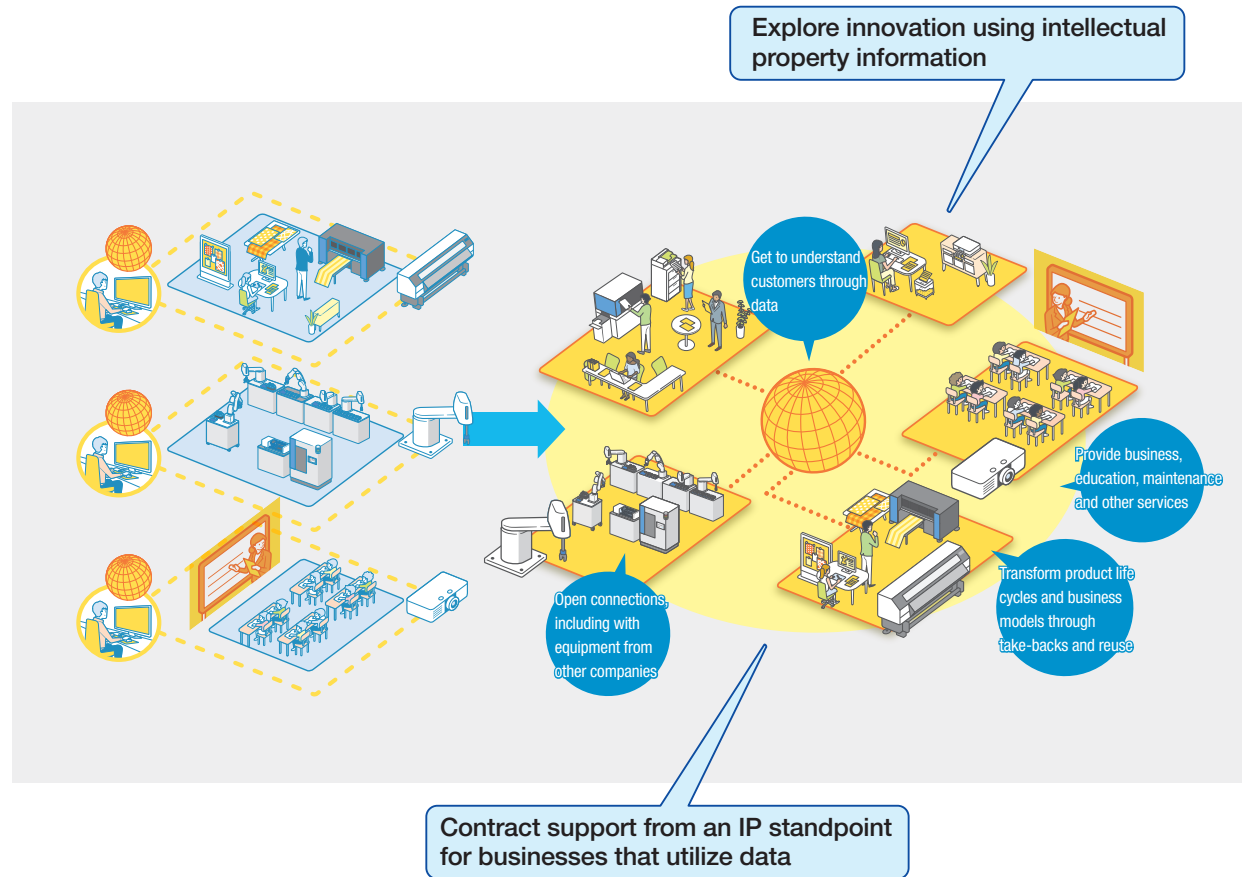 Explore innovation using intellectual
property information
Get to understand
customers through
data
Provide business,
education, maintenance
and other services
Transform product life
cycles and business
models through
take-backs and reuse
Open connections,
including with
equipment from
other companies
Contract support from an IP standpoint
for businesses that utilize data